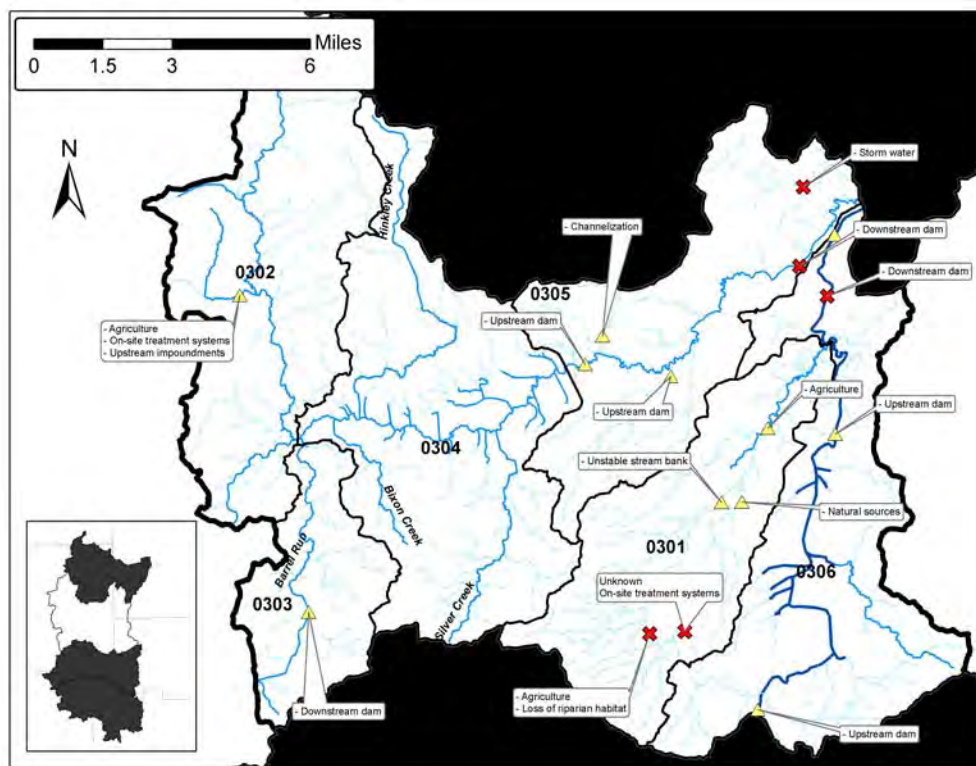 Miles
0 1.5 3 6
N
- Storm water
Hinkley Creek
- Channelization
- Downstream dam
0302
- Downstream dam
0305
- Upstream dam
- Agriculture
- On-site treatment systems
- Upstream impoundments
- Agriculture
- Upstream dam
- Upstream dam
0304
- Unstable stream bank
Bixon Creek
- Natural sources
Barrel Run
0301
0306
Unknown
On-site treatment systems
0303
Silver Creek
- Agriculture
- Loss of riparian habitat
- Downstream dam
- Upstream dam